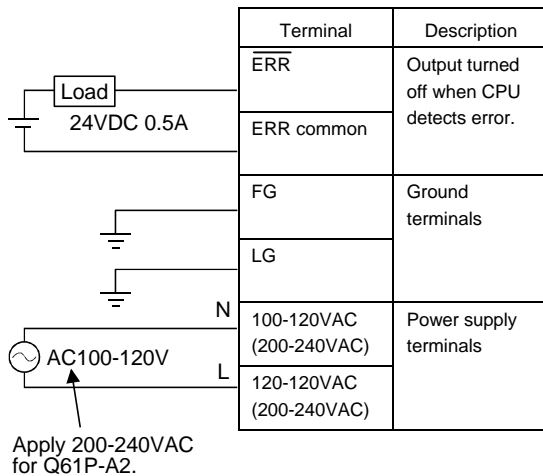 Terminal Description
ERR
Output turned
off when CPU
detects error.
Load
24VDC 0.5A
ERR common
FG
Ground
terminals
LG
N
100-120VAC
(200-240VAC)
Power supply
terminals
AC100-120V
L
120-120VAC
(200-240VAC)
Apply 200-240VAC
for Q61P-A2.